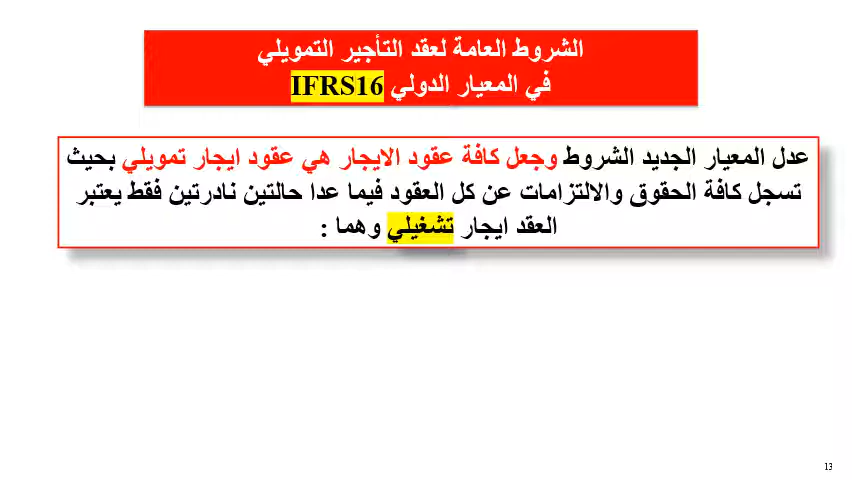 الشروط العامة لعقد التأجير التمويلي
في المعيار الدولي IFRS16
عدل المعيار الجديد الشروط وجعل كافة عقود الايجار هي عقود ايجار تمويلي بحيث
تسجل كافة الحقوق والالتزامات عن كل العقود فيما عدا حالتين نادرتين فقط يعتبر
العقد ايجار تشغيلي وهما :
13